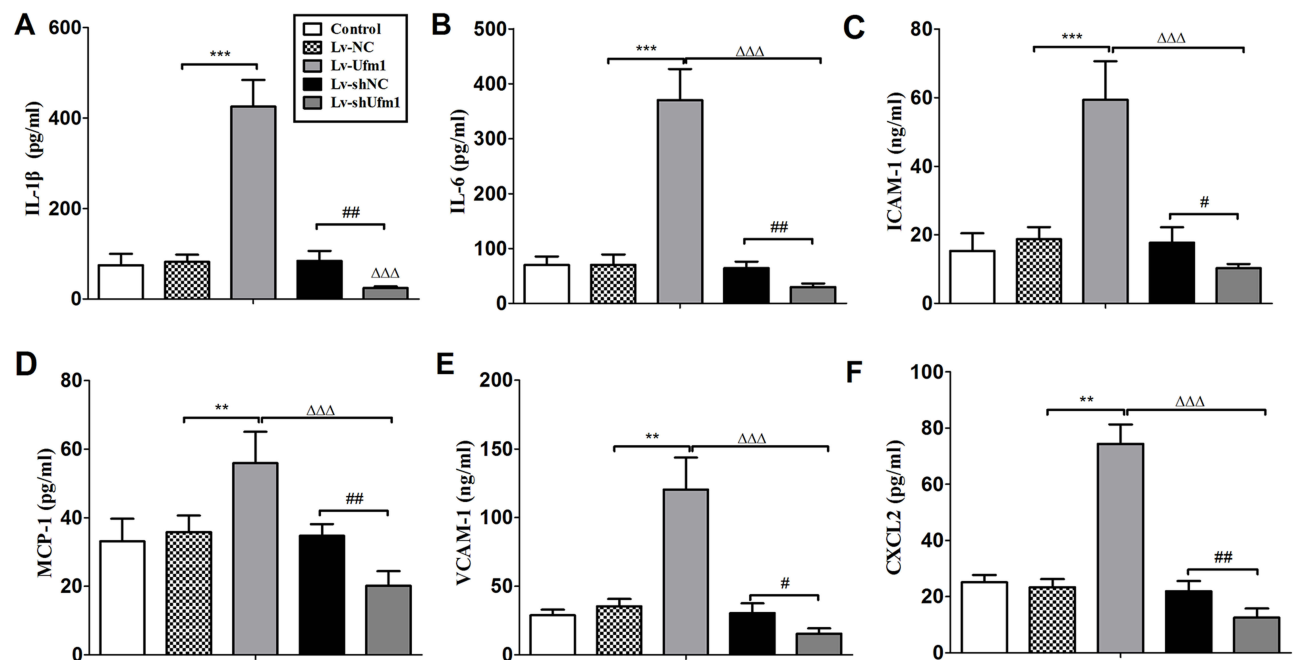 A
IL-1β (pg/ml)
600
400
200
0
***
##
ΔΔΔ
Control
Lv-NC
Lv-Ufm1
Lv-shNC
Lv-shUfm1
B
IL-6 (pg/ml)
500
400
300
200
100
0
***
ΔΔΔ
##
C
ICAM-1 (ng/ml)
80
60
40
20
0
***
ΔΔΔ
#
D
MCP-1 (pg/ml)
80
60
40
20
0
**
ΔΔΔ
##
E
VCAM-1 (ng/ml)
200
150
100
50
0
**
ΔΔΔ
#
F
CXCL2 (pg/ml)
100
80
60
40
20
0
**
ΔΔΔ
##